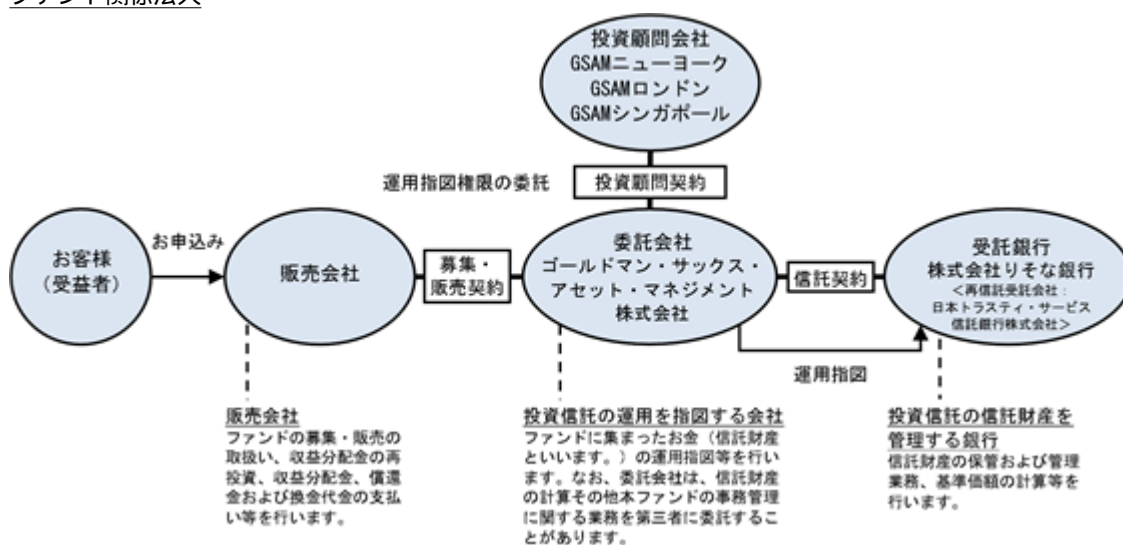 ファンド関係法人
投資顧問会社
GSAMニューヨーク
GSAMロンドン
GSAMシンガポール
運用指図権限の委託
投資顧問契約
お客様
(受益者)
お申込み
販売会社
募集・
販売契約
委託会社
ゴールドマン・サックス・
アセット・マネジメント
株式会社
信託契約
受託銀行
株式会社りそな銀行
<再信託受託会社:
日本トラスティ・サービス
信託銀行株式会社>
運用指図
販売会社
ファンドの募集・販売の
取扱い、収益分配金の再
投資、収益分配金、償還
金および換金代金の支払
い等を行います。
投資信託の運用を指図する会社
ファンドに集まったお金(信託財産
といいます。)の運用指図等を行い
ます。なお、委託会社は、信託財産
の計算その他本ファンドの事務管理
に関する業務を第三者に委託するこ
とがあります。
投資信託の信託財産を
管理する銀行
信託財産の保管および管理
業務、基準価額の計算等を
行います。